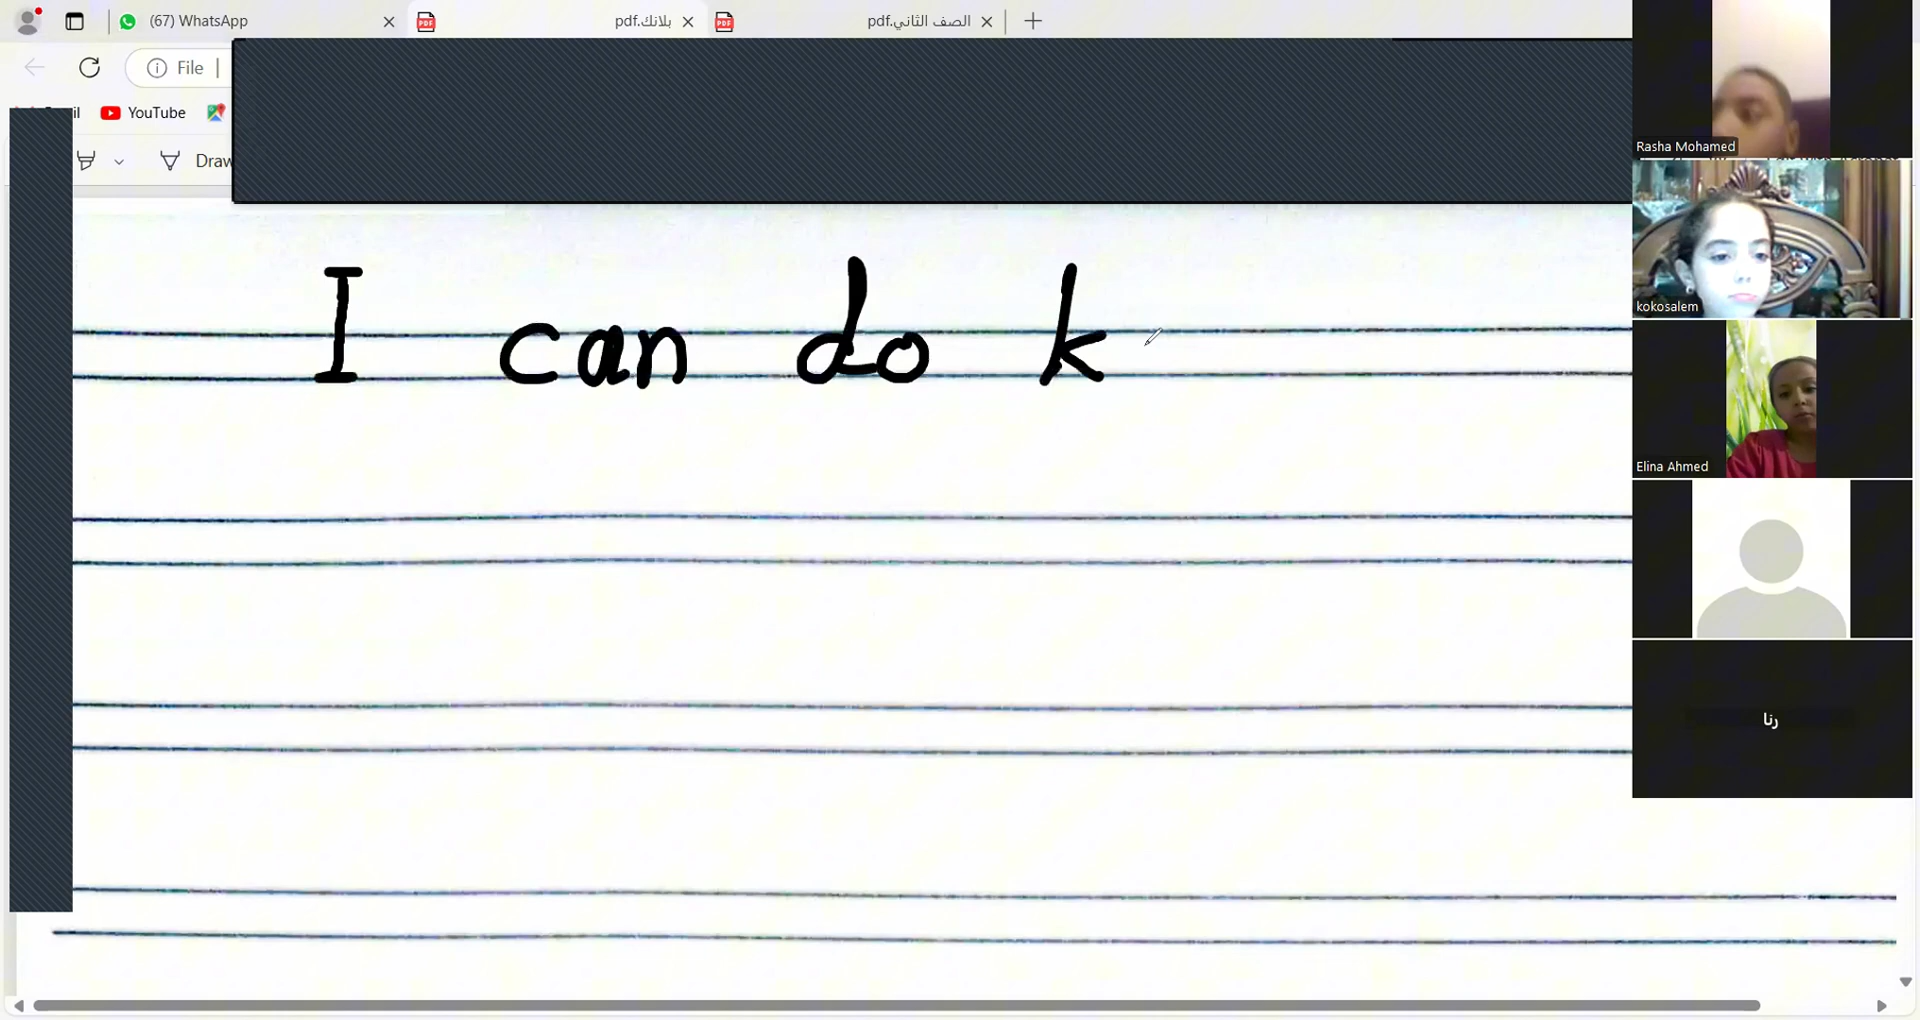 (67) WhatsApp
بلانك.pdf
الصف الثاني.pdf
File
YouTube
Draw
I can do k
Rasha Mohamed
kokosalem
Elina Ahmed
رنا